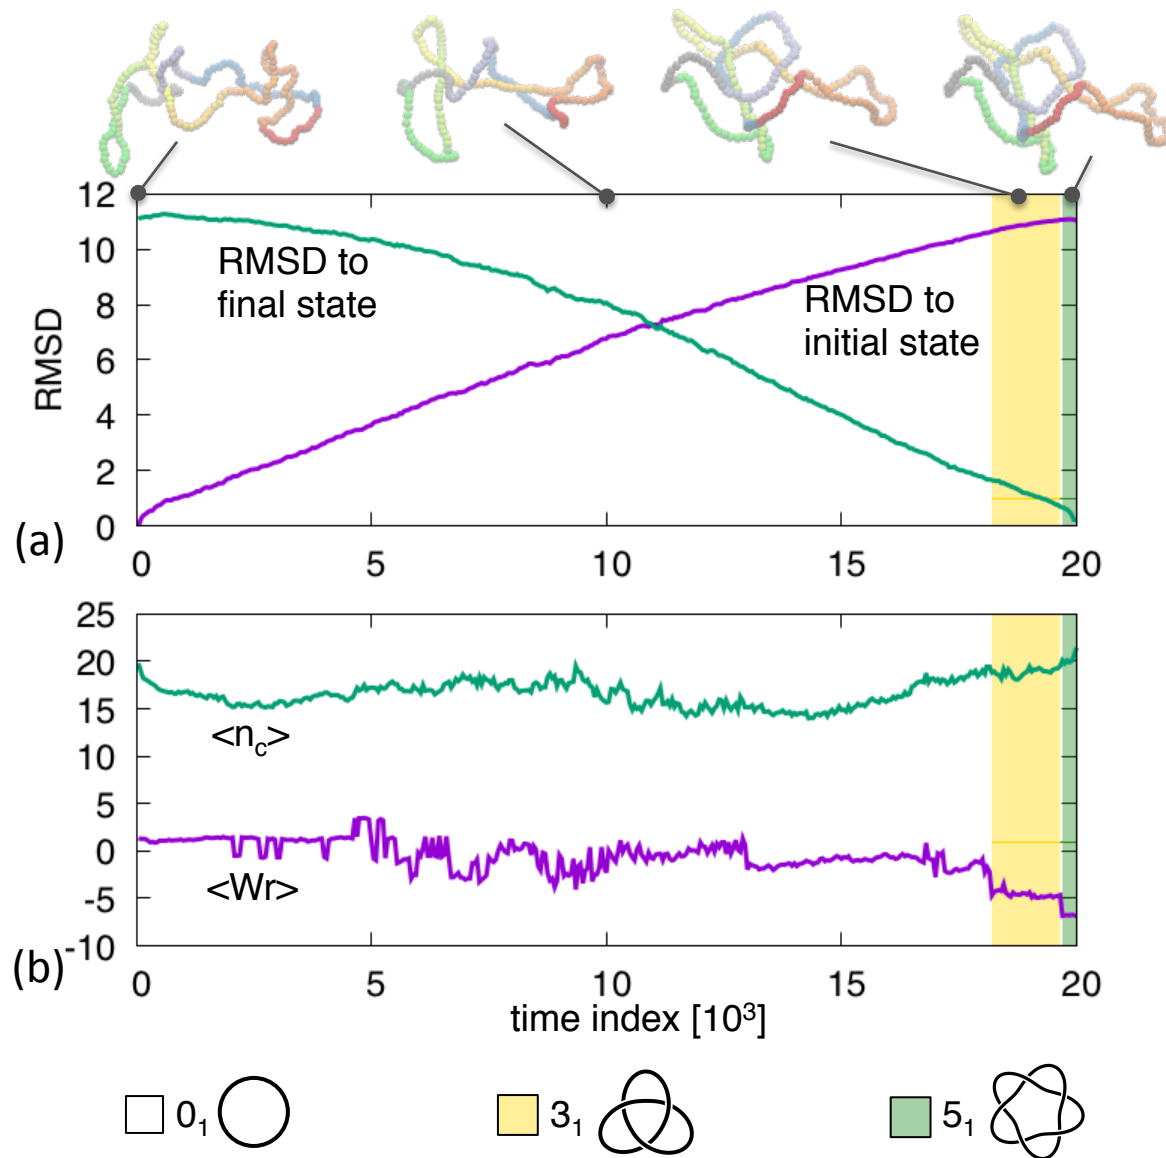 12
10
8
6
4
2
0
RMSD
RMSD to
final state
RMSD to
initial state
(a)
0 5 10 15 20
25
20
15
10
5
0
-5
-10
<n_c>
<Wr>
(b)
0 5 10 15 20
time index [10³]
0₁ 3₁ 5₁